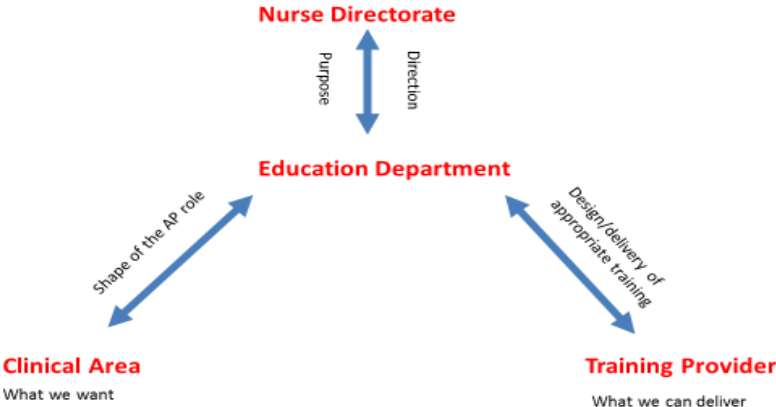 Nurse Directorate
Purpose
Direction
Education Department
Shape of the AP role
Design/delivery of
appropriate training
Clinical Area
What we want
Training Provider
What we can deliver